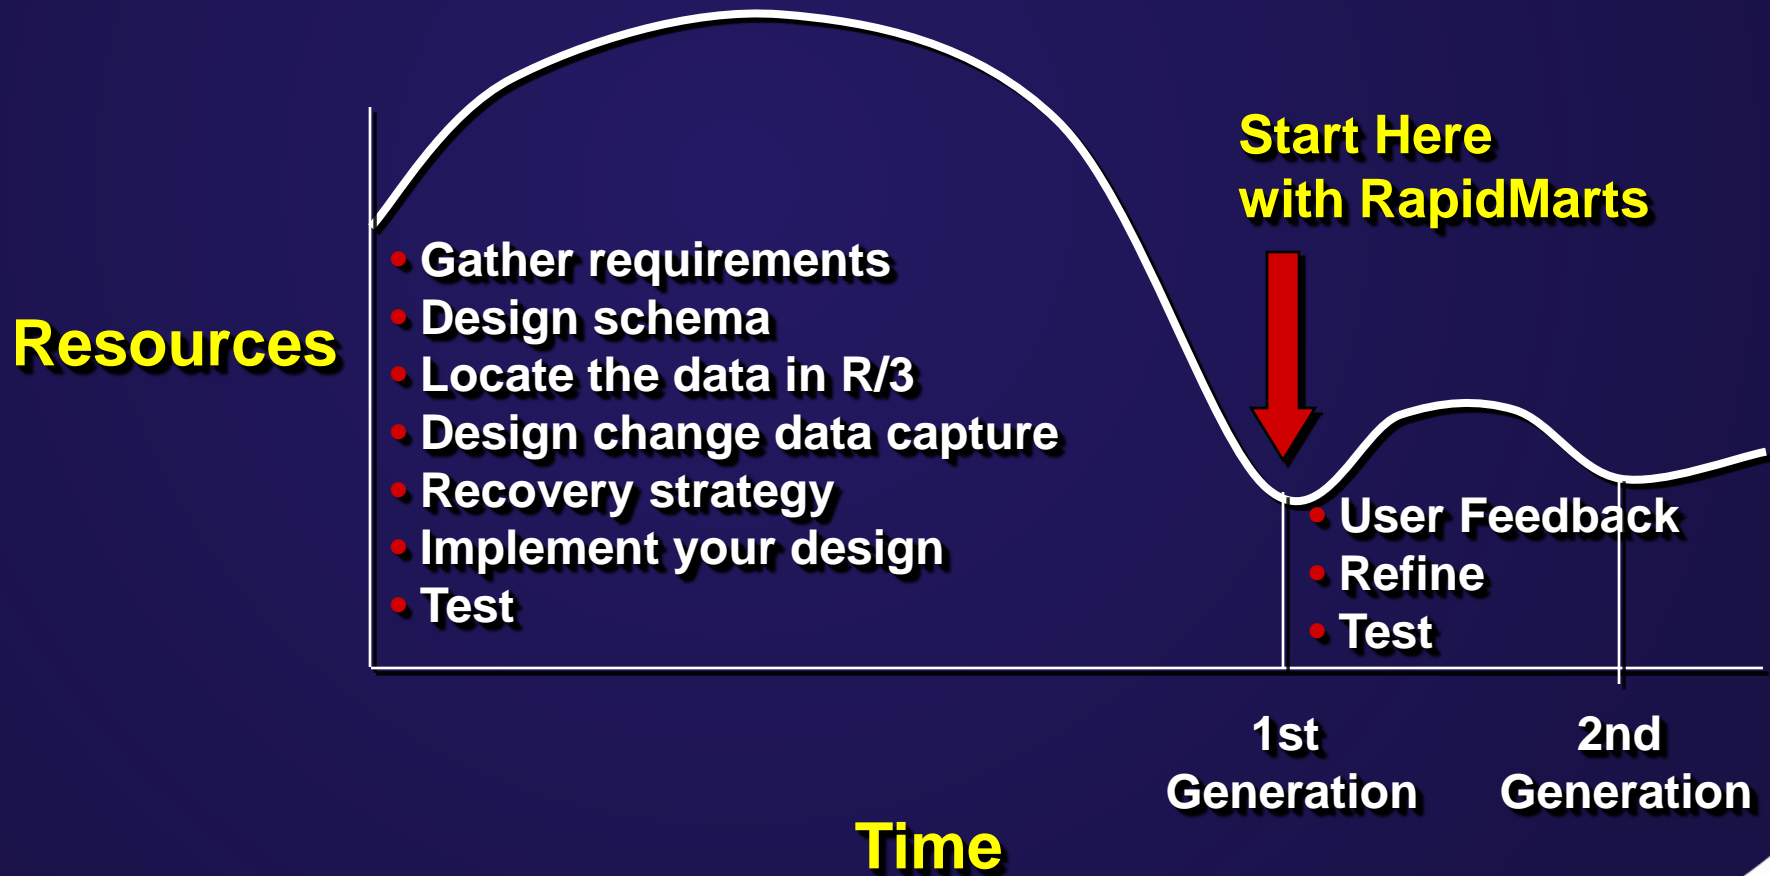 Start Here
with RapidMarts
Resources
• Gather requirements
• Design schema
• Locate the data in R/3
• Design change data capture
• Recovery strategy
• Implement your design
• Test
• User Feedback
• Refine
• Test
1st
Generation
2nd
Generation
Time